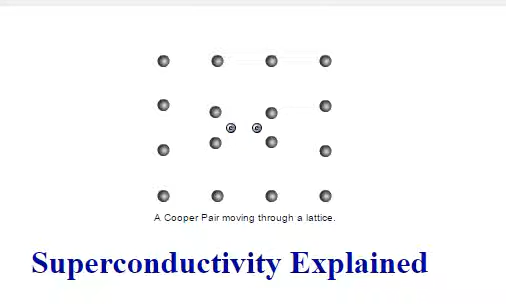 A Cooper Pair moving through a lattice.
Superconductivity Explained